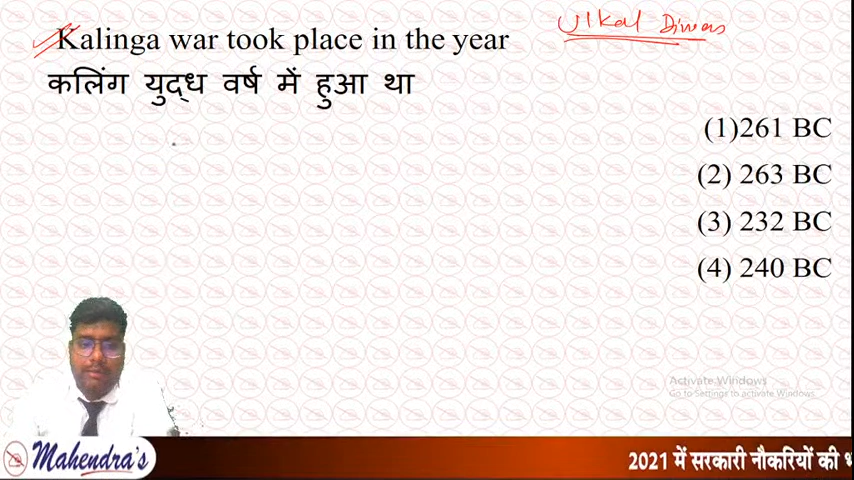 Utkal Diwas
Kalinga war took place in the year
कलिंग युद्ध वर्ष में हुआ था
(1)261 BC
(2) 263 BC
(3) 232 BC
(4) 240 BC
Activate Windows
Go to Settings to activate Windows.
Mahendra's
2021 में सरकारी नौकरियों की